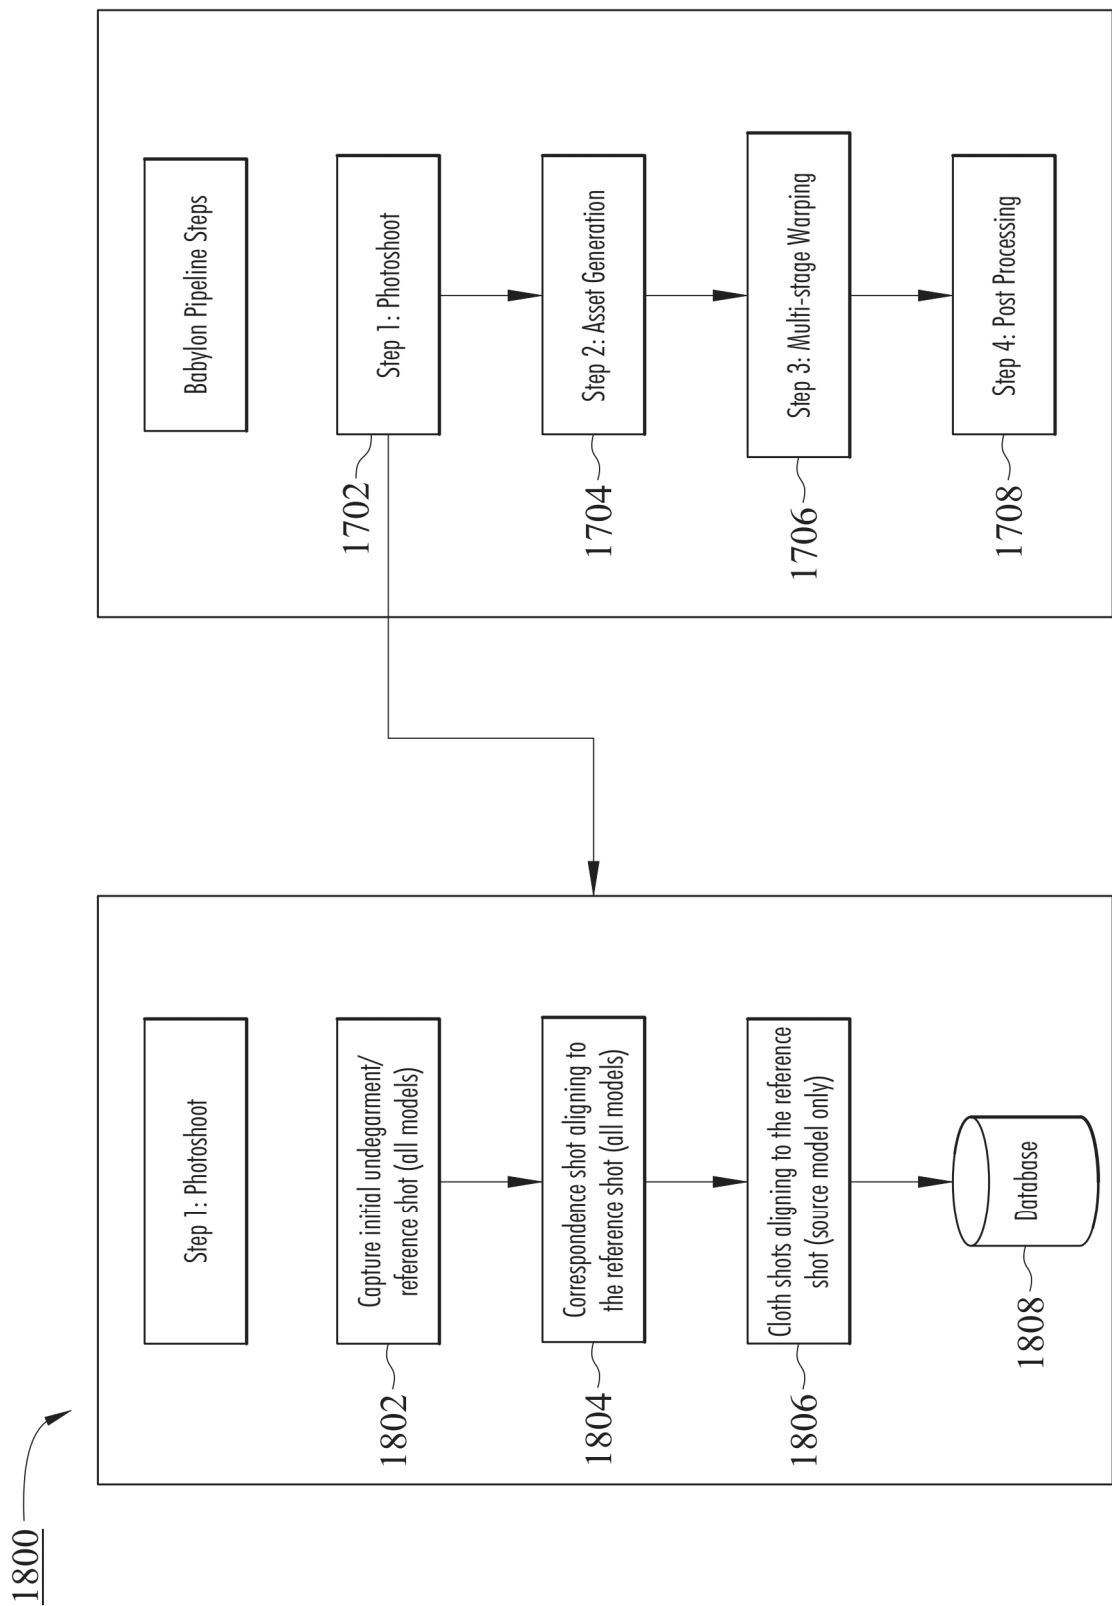 1800
Step 1: Photoshoot
1802
Capture initial undegarment/
reference shot (all models)
1804
Correspondence shot aligning to
the reference shot (all models)
1806
Cloth shots aligning to the reference
shot (source model only)
1808
Database
Babylon Pipeline Steps
1702
Step 1: Photoshoot
1704
Step 2: Asset Generation
1706
Step 3: Multi-stage Warping
1708
Step 4: Post Processing